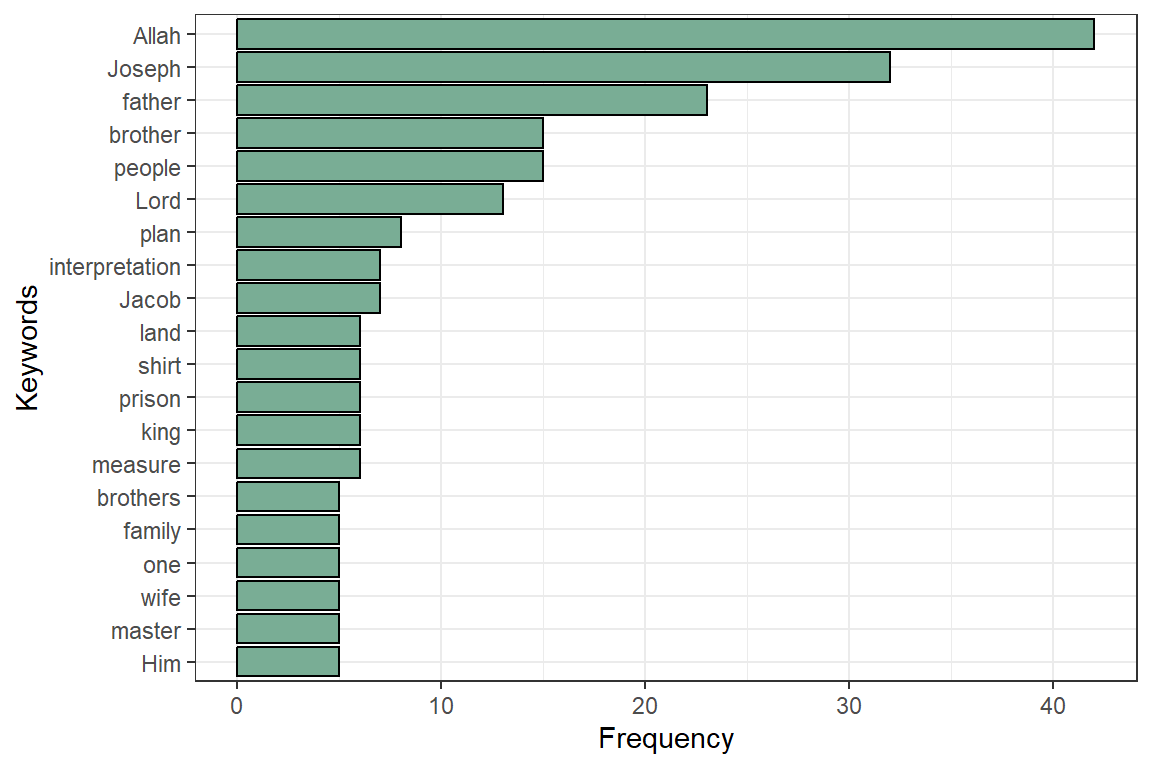 Allah
Joseph
father
brother
people
Lord
plan
interpretation
Jacob
land
shirt
prison
king
measure
brothers
family
one
wife
master
Him
Keywords
0 10 20 30 40
Frequency